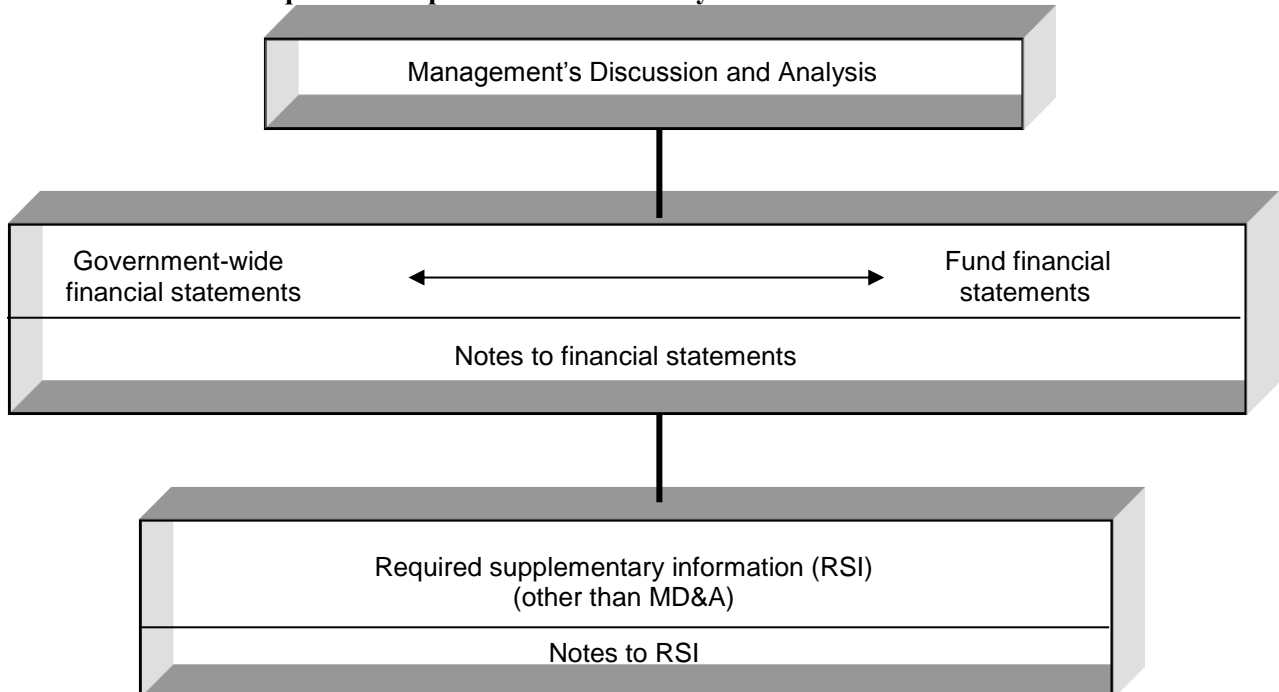 Management's Discussion and Analysis
Government-wide
financial statements
Fund financial
statements
Notes to financial statements
Required supplementary information (RSI)
(other than MD&A)
Notes to RSI